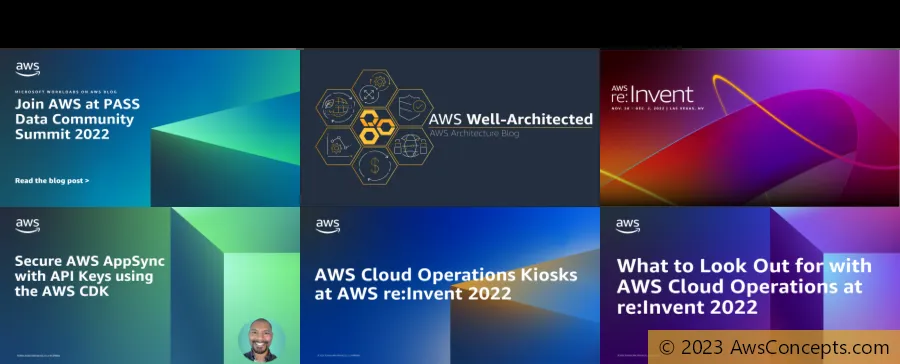 aws
MICROSOFT WORKLOADS ON AWS BLOG
Join AWS at PASS
Data Community
Summit 2022
Read the blog post >
AWS Well-Architected
AWS Architecture Blog
AWS
re:Invent
NOV. 28 – DEC. 2, 2022 | LAS VEGAS, NV
aws
Secure AWS AppSync
with API Keys using
the AWS CDK
aws
AWS Cloud Operations Kiosks
at AWS re:Invent 2022
aws
What to Look Out for with
AWS Cloud Operations at
re:Invent 2022
© 2023 AwsConcepts.com